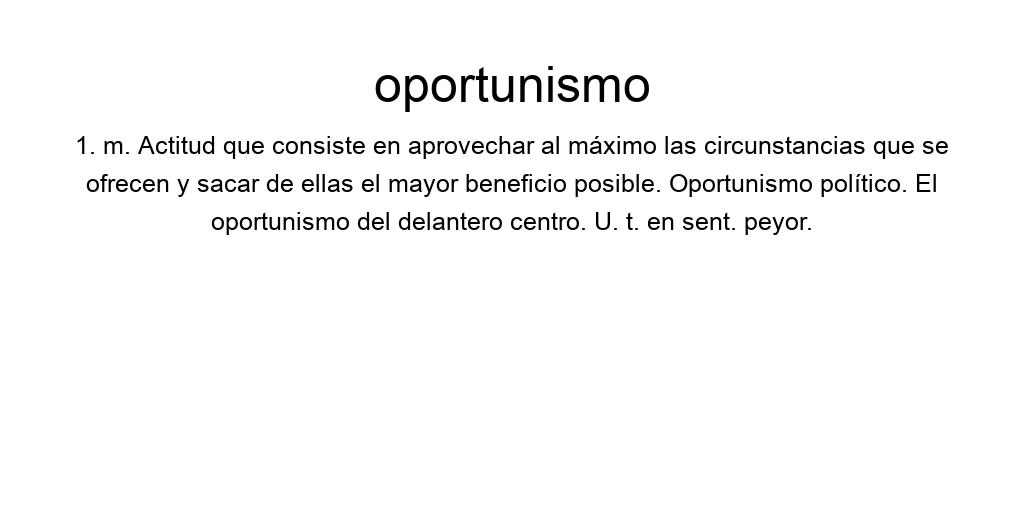 oportunismo
1. m. Actitud que consiste en aprovechar al máximo las circunstancias que se
ofrecen y sacar de ellas el mayor beneficio posible. Oportunismo político. El
oportunismo del delantero centro. U. t. en sent. peyor.